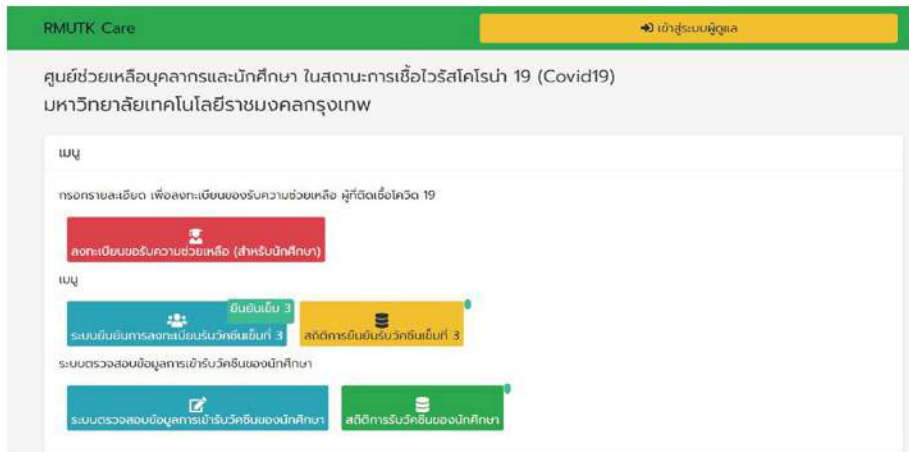 RMUTK Care
เข้าสู่ระบบผู้ดูแล
ศูนย์ช่วยเหลือบุคลากรและนักศึกษา ในสถานะการเชื้อไวรัสโคโรน่า 19 (Covid19)
มหาวิทยาลัยเทคโนโลยีราชมงคลกรุงเทพ
เมนู
กรอกรายละเอียด เพื่อลงทะเบียนของรับความช่วยเหลือ ผู้ที่ติดเชื้อโควิด 19
ลงทะเบียนขอรับความช่วยเหลือ (สำหรับนักศึกษา)
เมนู
ยืนยันเข็ม 3
ระบบยืนยันการลงทะเบียนรับวัคซีนเข็มที่ 3
สถิติการยืนยันรับวัคซีนเข็มที่ 3
ระบบตรวจสอบข้อมูลการเข้ารับวัคซีนของนักศึกษา
ระบบตรวจสอบข้อมูลการเข้ารับวัคซีนของนักศึกษา
สถิติการรับวัคซีนของนักศึกษา